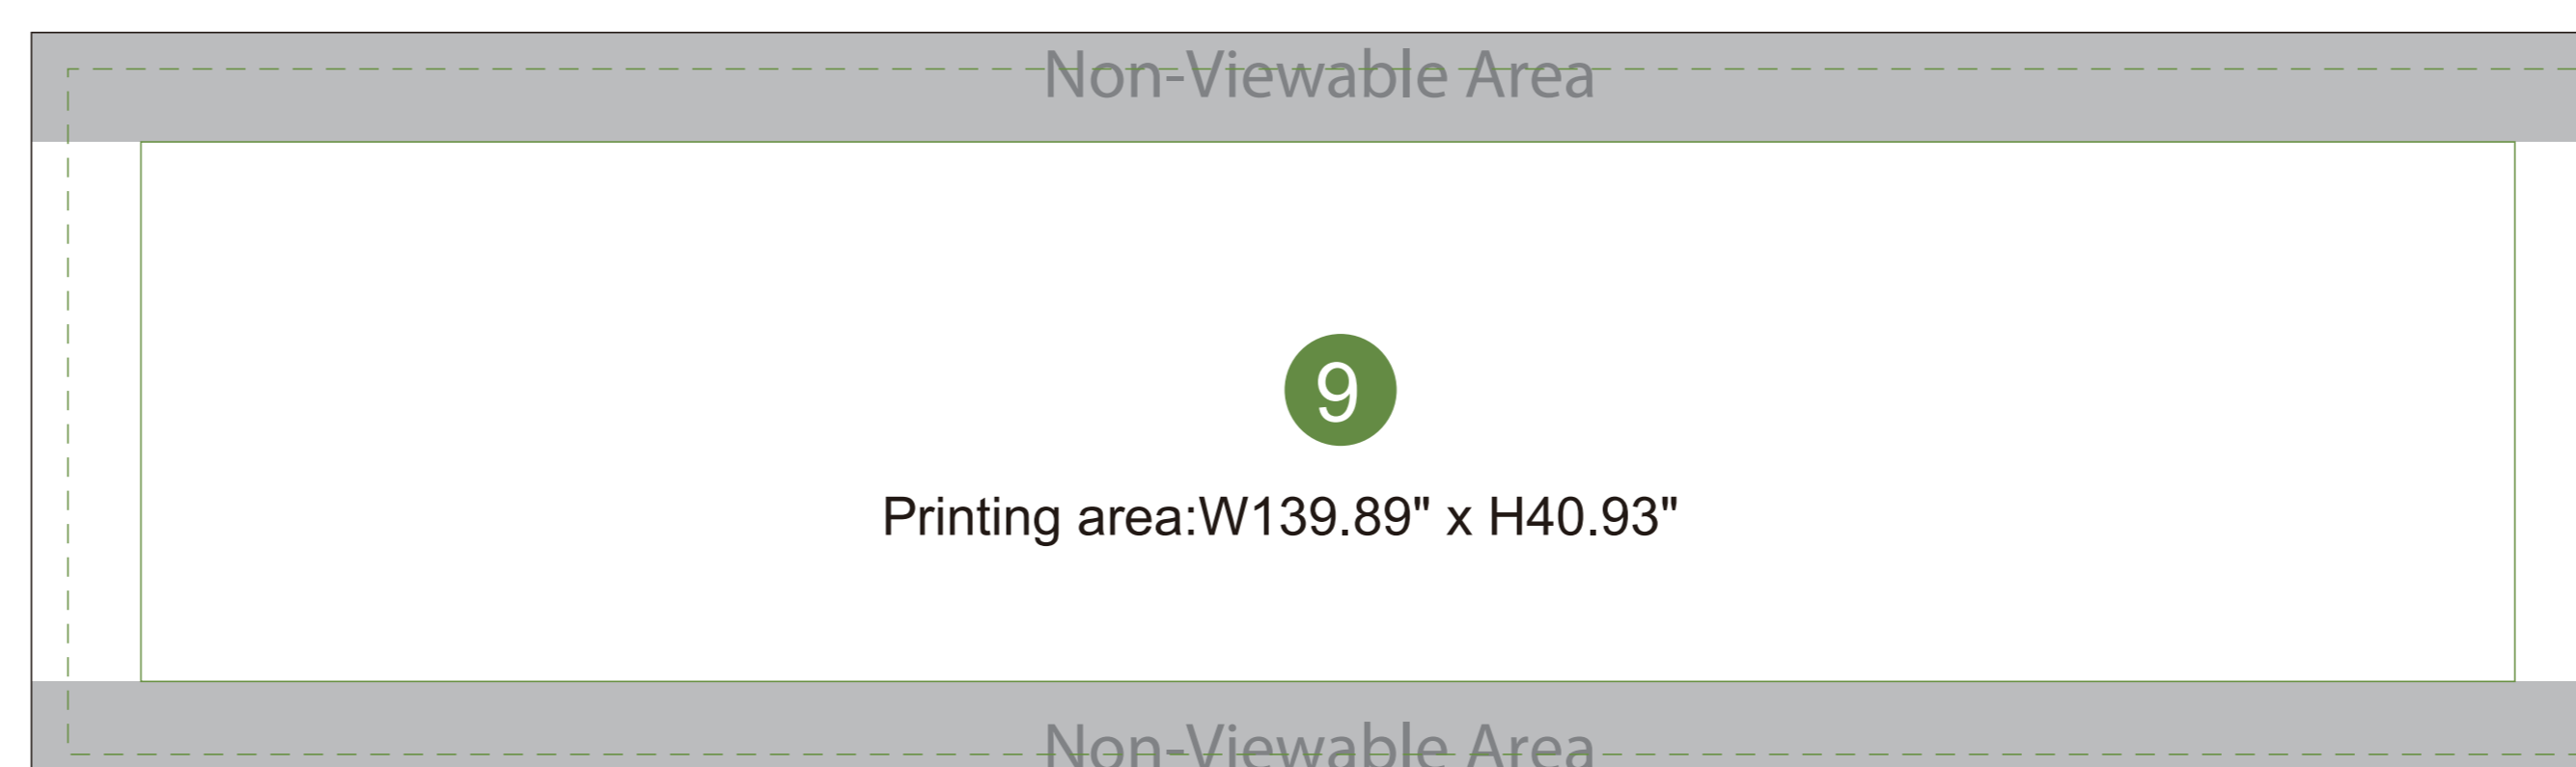 Non-Viewable Area
9
Printing area:W139.89" x H40.93"
Non-Viewable Area